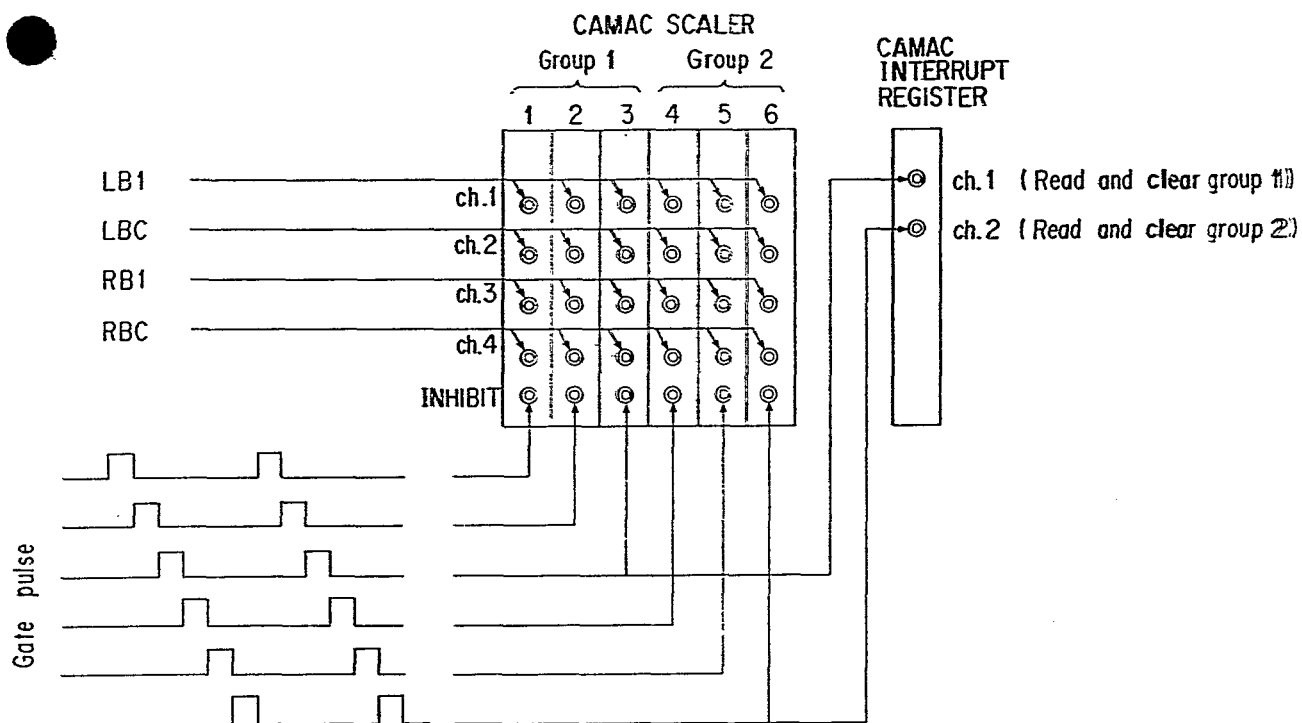 CAMAC SCALER
Group 1 Group 2
1 2 3 4 5 6
CAMAC
INTERRUPT
REGISTER
LB1
ch.1
LBC
ch.2
RB1
ch.3
RBC
ch.4
INHIBIT
ch.1 (Read and clear group 1)
ch.2 (Read and clear group 2)
Gate pulse